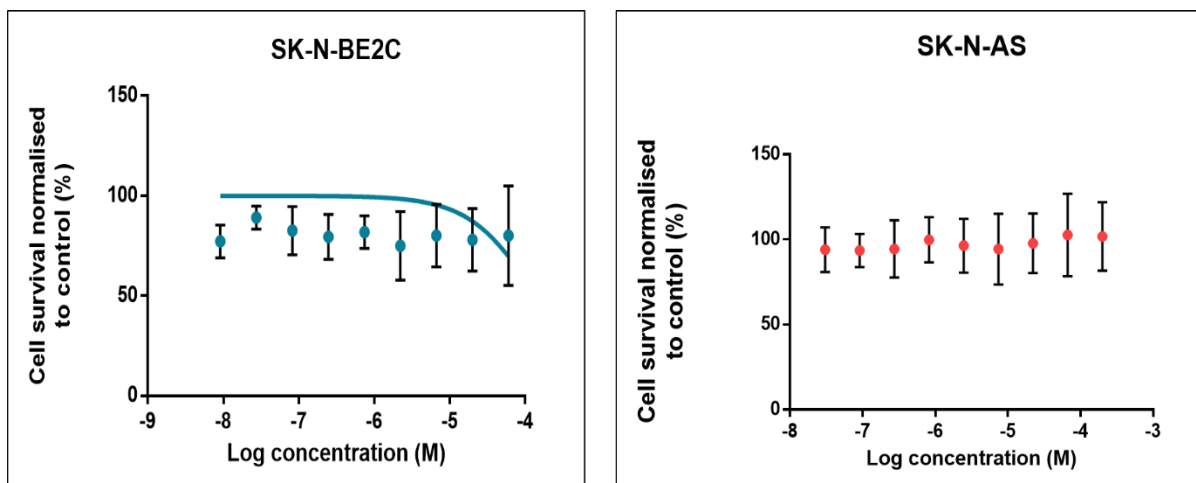 SK-N-BE2C
Cell survival normalised
to control (%)
150
100
50
0
-9 -8 -7 -6 -5 -4
Log concentration (M)
SK-N-AS
Cell survival normalised
to control (%)
150
100
50
0
-8 -7 -6 -5 -4 -3
Log concentration (M)